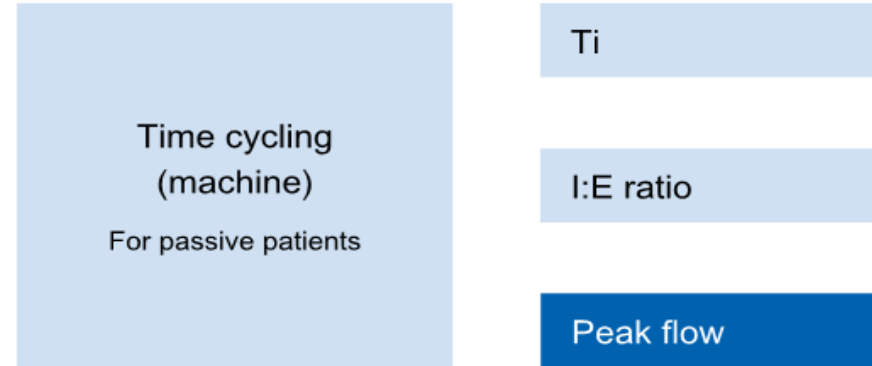 Time cycling
(machine)
For passive patients
Ti
I:E ratio
Peak flow